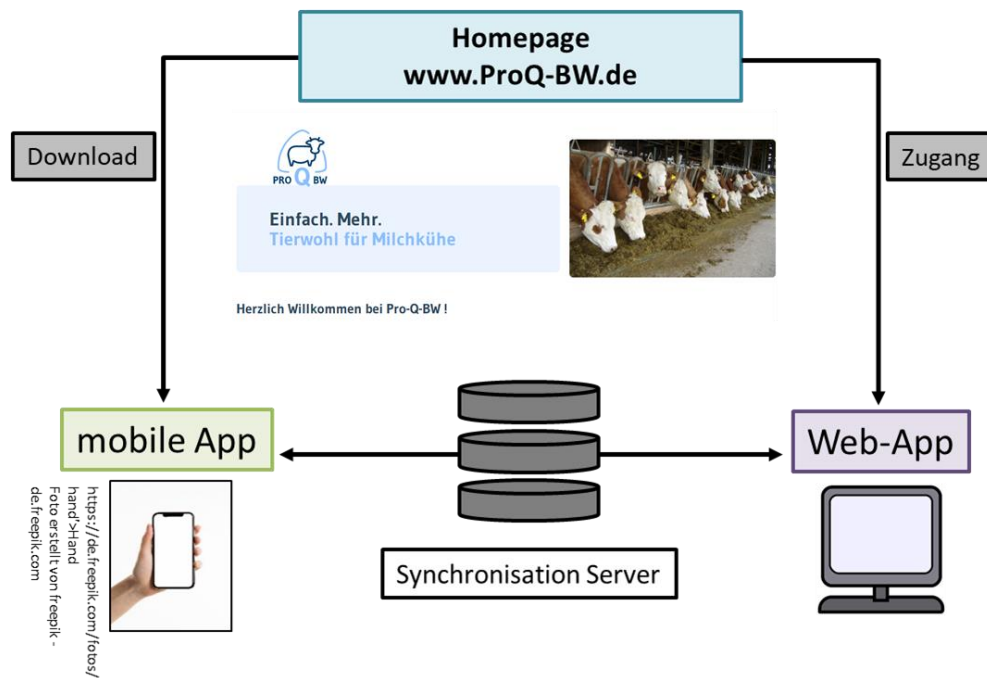 Homepage
www.ProQ-BW.de
Download
Zugang
PRO Q BW
Einfach. Mehr.
Tierwohl für Milchkühe
Herzlich Willkommen bei Pro-Q-BW !
mobile App
Web-App
https://de.freepik.com/fotos/
hand'>Hand
Foto erstellt von freepik -
de.freepik.com
Synchronisation Server